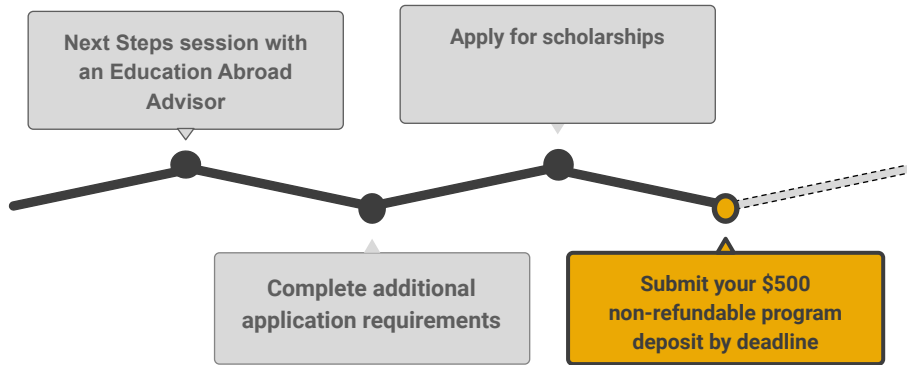 Next Steps session with
an Education Abroad
Advisor
Complete additional
application requirements
Apply for scholarships
Submit your $500
non-refundable program
deposit by deadline